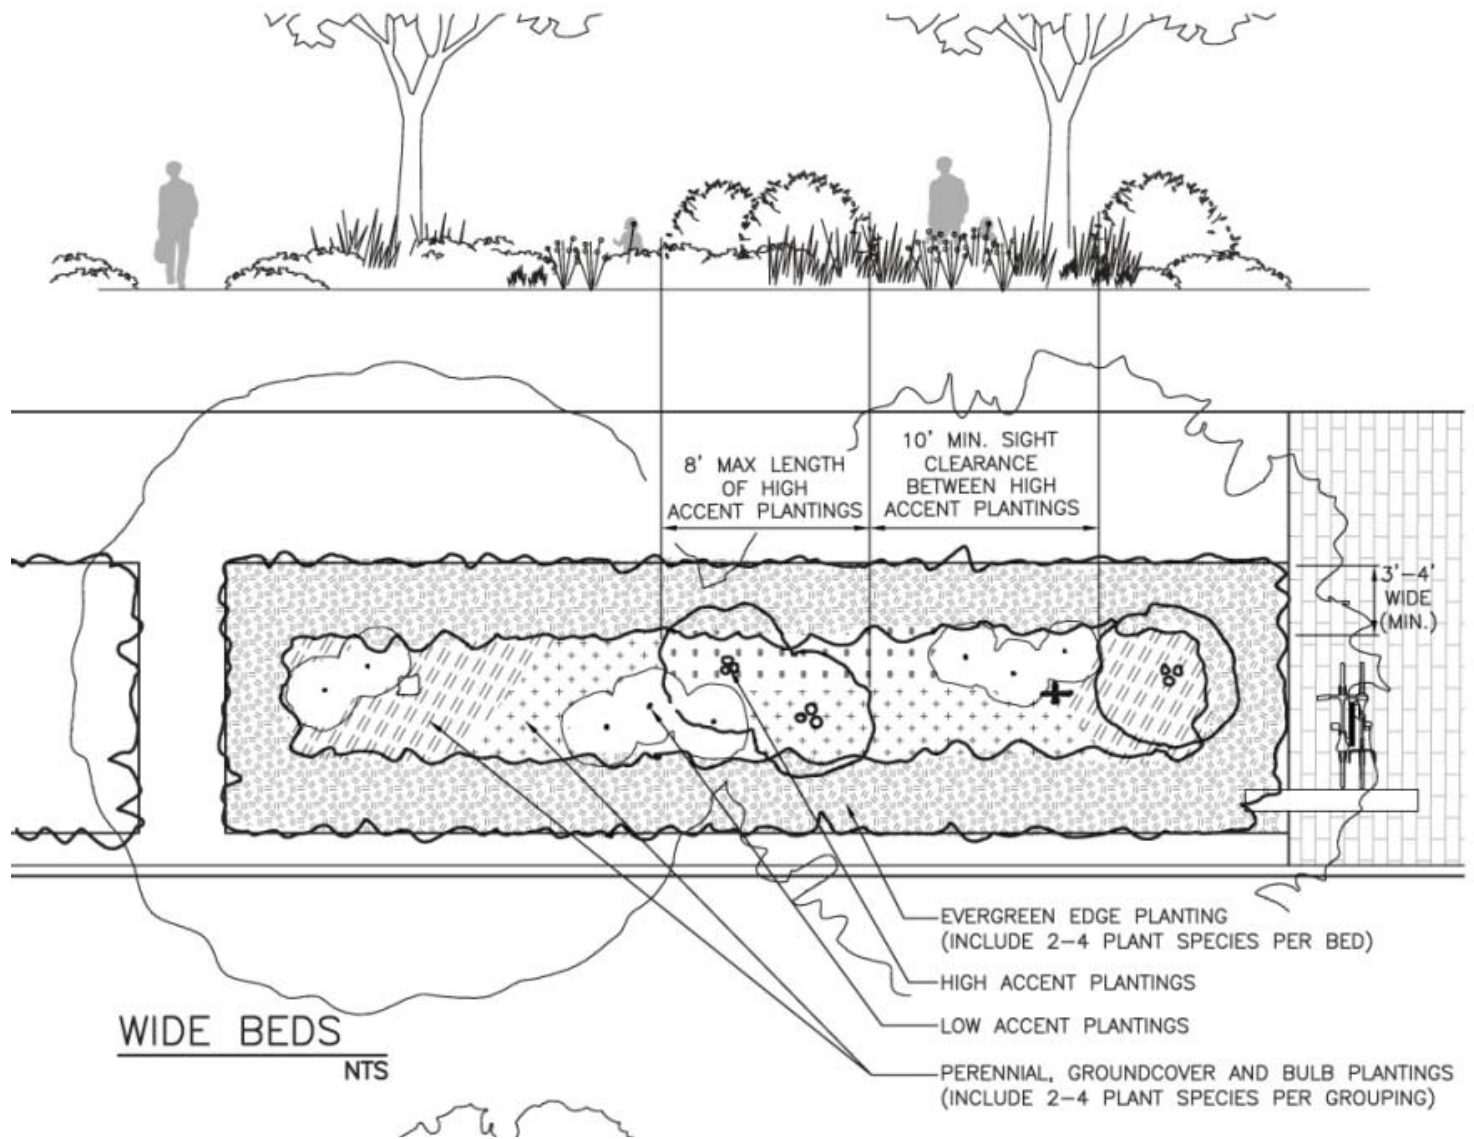 10' MIN. SIGHT
CLEARANCE
BETWEEN HIGH
ACCENT PLANTINGS
8' MAX LENGTH
OF HIGH
ACCENT PLANTINGS
3'-4'
WIDE
(MIN.)
EVERGREEN EDGE PLANTING
(INCLUDE 2-4 PLANT SPECIES PER BED)
HIGH ACCENT PLANTINGS
LOW ACCENT PLANTINGS
PERENNIAL, GROUNDCOVER AND BULB PLANTINGS
(INCLUDE 2-4 PLANT SPECIES PER GROUPING)
WIDE BEDS
NTS